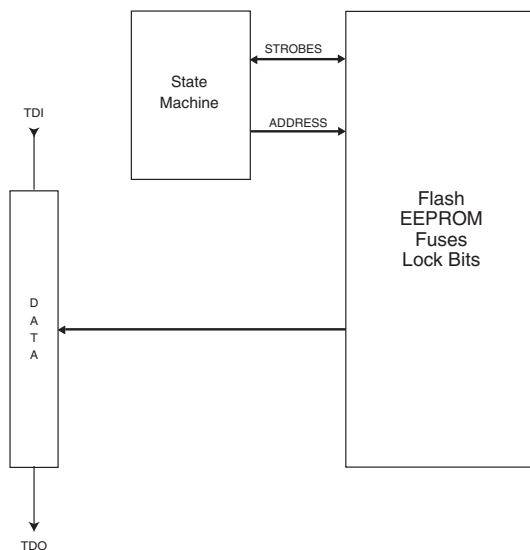 STROBES
State
Machine
ADDRESS
TDI
Flash
EEPROM
Fuses
Lock Bits
D
A
T
A
TDO